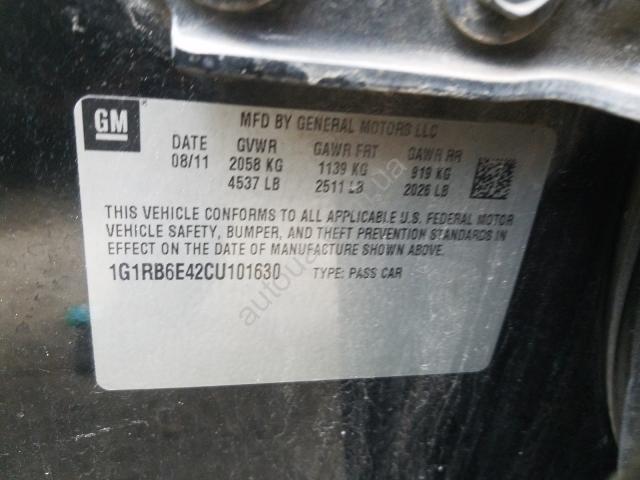 GM
MFD BY GENERAL MOTORS LLC
DATE GVWR GAWR FRT GAWR RR
08/11 2058 KG 1139 KG 919 KG
4537 LB 2511 LB 2026 LB
THIS VEHICLE CONFORMS TO ALL APPLICABLE U.S. FEDERAL MOTOR
VEHICLE SAFETY, BUMPER, AND THEFT PREVENTION STANDARDS IN
EFFECT ON THE DATE OF MANUFACTURE SHOWN ABOVE.
1G1RB6E42CU101630 TYPE: PASS CAR